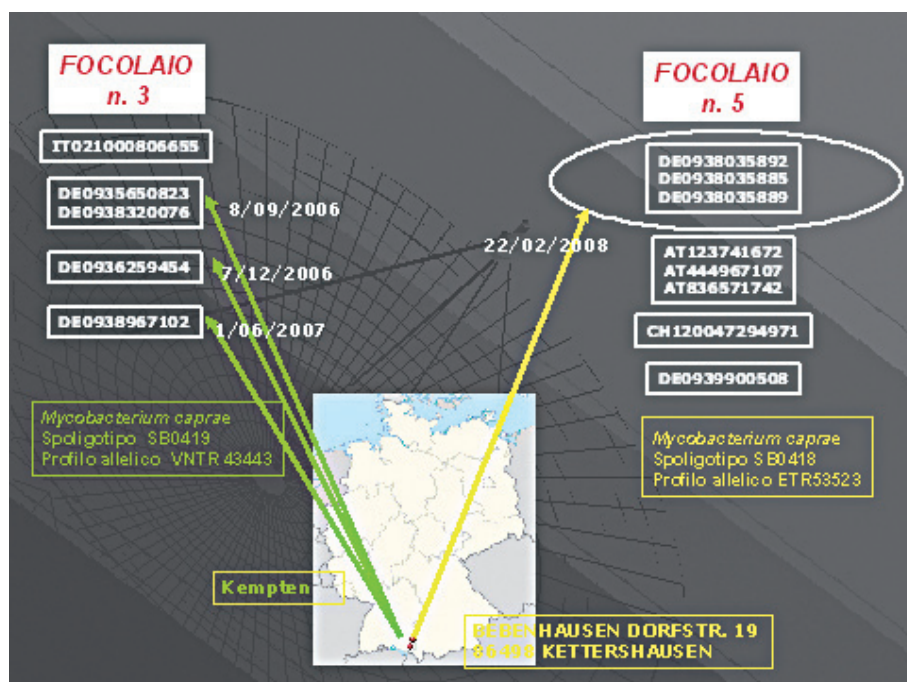 FOCOLAIO
n. 3
IT021000806655
DE0935650823
DE0938320076
8/09/2006
DE0936259454
7/12/2006
DE0938967102
1/06/2007
Mycobacterium caprae
Spoligotipo SB0419
Profilo allelico VNTR 43443
Kempten
FOCOLAIO
n. 5
DE0938035892
DE0938035885
DE0938035889
22/02/2008
AT123741672
AT444967107
AT836571742
CH120047294971
DE0939900508
Mycobacterium caprae
Spoligotipo SB0418
Profilo allelico ETR53523
BEBENHAUSEN DORFSTR. 19
86498 KETTERSHAUSEN